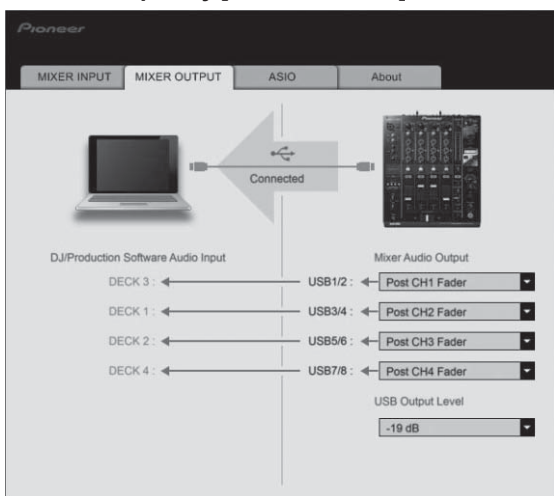 Pioneer
MIXER INPUT
MIXER OUTPUT
ASIO
About
Connected
DJ/Production Software Audio Input
Mixer Audio Output
DECK 3 :
USB1/2 :
Post CH1 Fader
DECK 1 :
USB3/4 :
Post CH2 Fader
DECK 2 :
USB5/6 :
Post CH3 Fader
DECK 4 :
USB7/8 :
Post CH4 Fader
USB Output Level
-19 dB